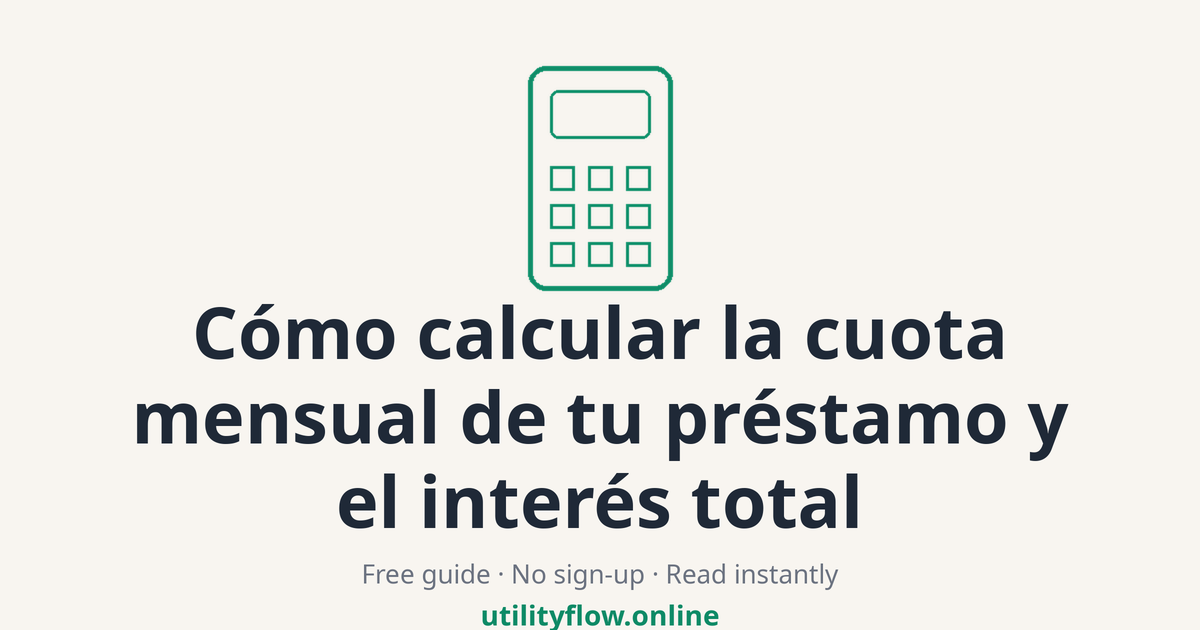 Cómo calcular la cuota
mensual de tu préstamo y
el interés total
Free guide · No sign-up · Read instantly
utilityflow.online